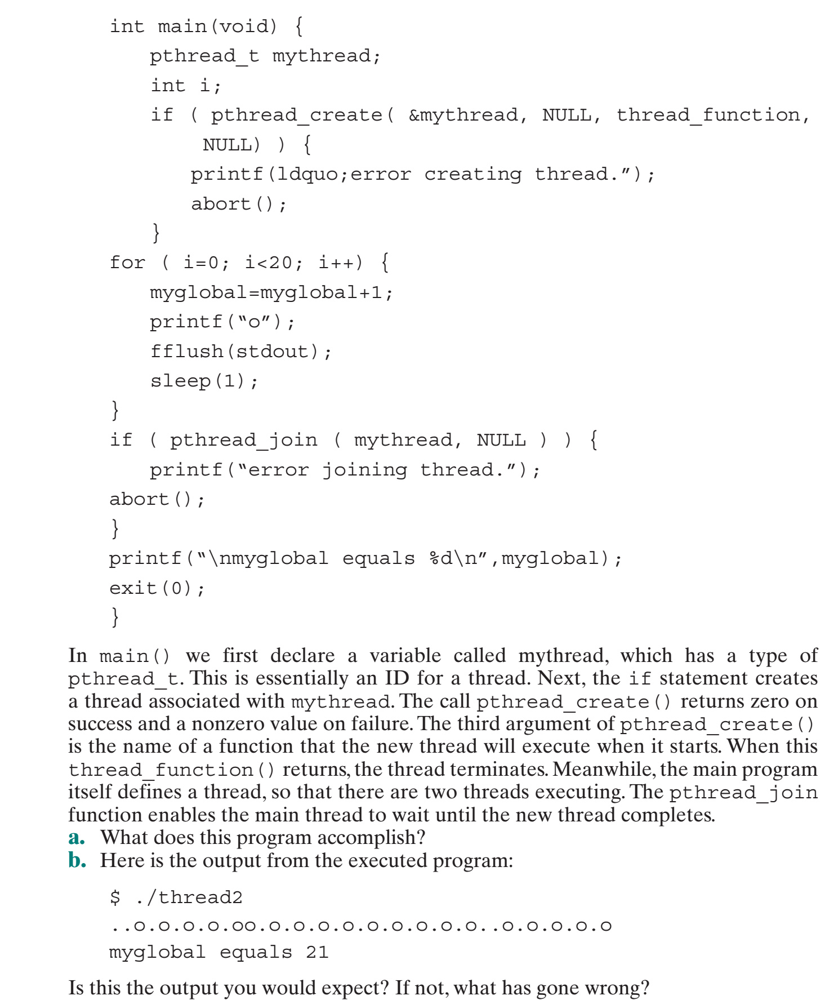 int main(void) {
pthread_t mythread;
int i;
if ( pthread_create( &mythread, NULL, thread_function,
NULL) ) {
printf(ldquo;error creating thread.”);
abort();
}
for ( i=0; i<20; i++) {
myglobal=myglobal+1;
printf(“o”);
fflush(stdout);
sleep(1);
}
if ( pthread_join ( mythread, NULL ) ) {
printf(“error joining thread.”);
abort();
}
printf(“\nmyglobal equals %d\n”,myglobal);
exit(0);
}
In main() we first declare a variable called mythread, which has a type of
pthread_t. This is essentially an ID for a thread. Next, the if statement creates
a thread associated with mythread. The call pthread_create() returns zero on
success and a nonzero value on failure. The third argument of pthread_create()
is the name of a function that the new thread will execute when it starts. When this
thread_function() returns, the thread terminates. Meanwhile, the main program
itself defines a thread, so that there are two threads executing. The pthread_join
function enables the main thread to wait until the new thread completes.
a. What does this program accomplish?
b. Here is the output from the executed program:
$ ./thread2
..o.o.o.o.oo.o.o.o.o.o.o.o.o.o..o.o.o.o.o
myglobal equals 21
Is this the output you would expect? If not, what has gone wrong?